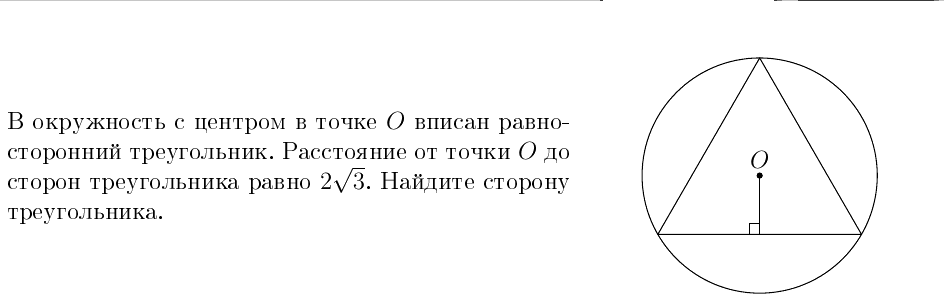 В окружность с центром в точке O вписан равно-
сторонний треугольник. Расстояние от точки O до
сторон треугольника равно 2√3. Найдите сторону
треугольника.
O